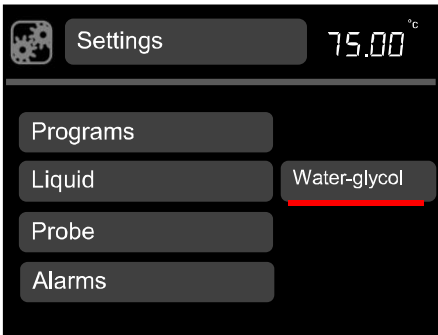 Settings 75.00 °c
Programs
Liquid Water-glycol
Probe
Alarms